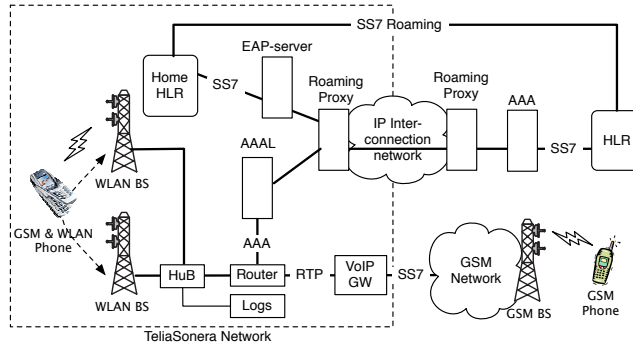 SS7 Roaming
EAP-server
Home
HLR
SS7
Roaming
Proxy
Roaming
Proxy
IP Inter-
connection
network
AAA
SS7
HLR
WLAN BS
AAAL
GSM & WLAN
Phone
AAA
WLAN BS
HuB
Router
RTP
VoIP
GW
SS7
GSM
Network
GSM BS
GSM
Phone
Logs
TeliaSonera Network